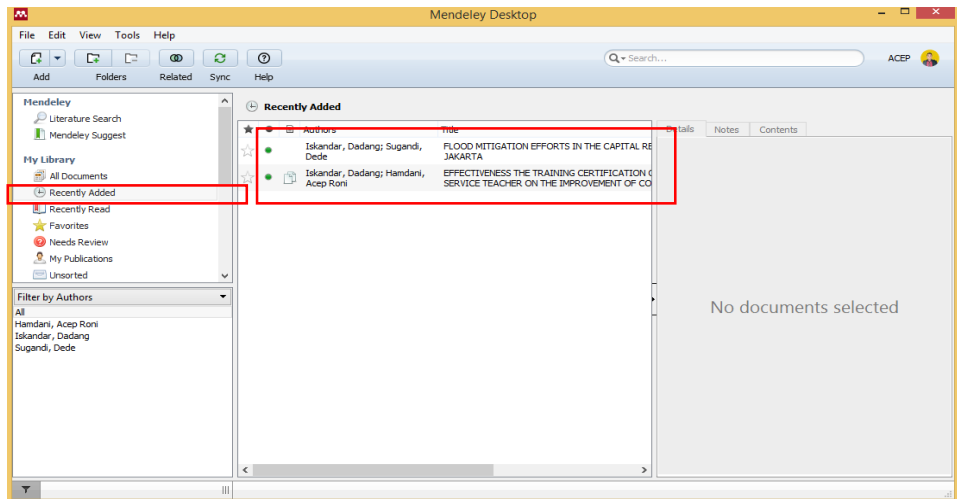 Mendeley Desktop
File Edit View Tools Help
Search...
ACEP
Add Folders Related Sync Help
Mendeley
Literature Search
Mendeley Suggest
My Library
All Documents
Recently Added
Recently Read
Favorites
Needs Review
My Publications
Unsorted
Filter by Authors
All
Hamdani, Acep Roni
Iskandar, Dadang
Sugandi, Dede
Recently Added
Authors Title
Iskandar, Dadang; Sugandi, FLOOD MITIGATION EFFORTS IN THE CAPITAL RE
Dede JAKARTA
Iskandar, Dadang; Hamdani, EFFECTIVENESS THE TRAINING CERTIFICATION
Acep Roni SERVICE TEACHER ON THE IMPROVEMENT OF CO
Details Notes Contents
No documents selected